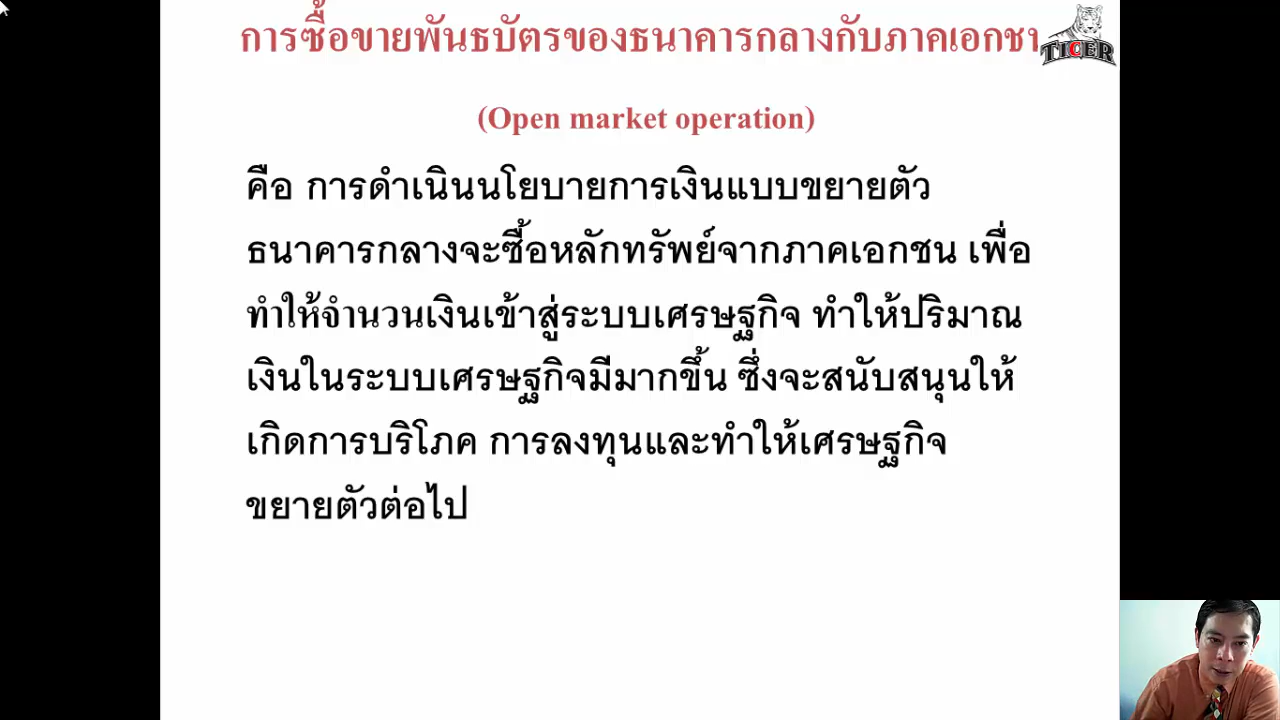 การซื้อขายพันธบัตรของธนาคารกลางกับภาคเอกชน
TIGER
(Open market operation)
คือ การดำเนินนโยบายการเงินแบบขยายตัว
ธนาคารกลางจะซื้อหลักทรัพย์จากภาคเอกชน เพื่อ
ทำให้จำนวนเงินเข้าสู่ระบบเศรษฐกิจ ทำให้ปริมาณ
เงินในระบบเศรษฐกิจมีมากขึ้น ซึ่งจะสนับสนุนให้
เกิดการบริโภค การลงทุนและทำให้เศรษฐกิจ
ขยายตัวต่อไป